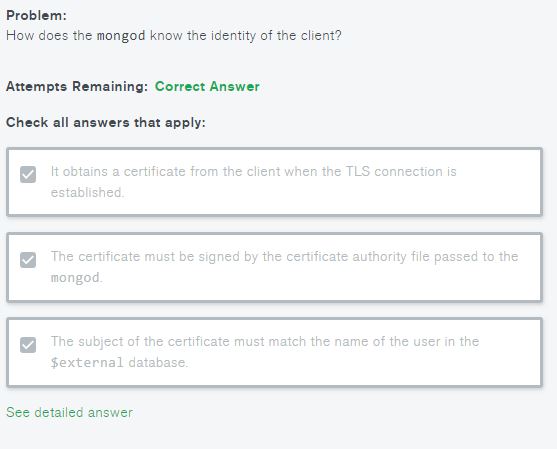 Problem:
How does the mongod know the identity of the client?
Attempts Remaining: Correct Answer
Check all answers that apply:
It obtains a certificate from the client when the TLS connection is
established.
The certificate must be signed by the certificate authority file passed to the
mongod.
The subject of the certificate must match the name of the user in the
$external database.
See detailed answer